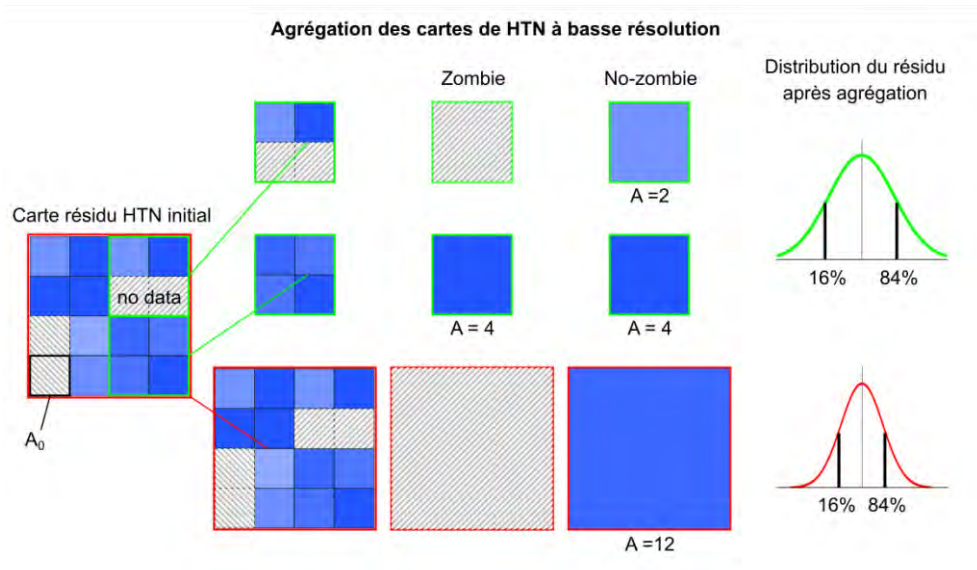 Agrégation des cartes de HTN à basse résolution
Zombie
No-zombie
Distribution du résidu
après agrégation
A =2
16%
84%
Carte résidu HTN initial
no data
A = 4
A = 4
A₀
16%
84%
A =12